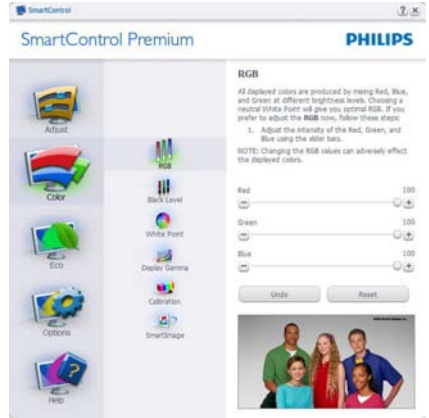 SmartControl
SmartControl Premium
PHILIPS
Adjust
Color
Eco
Options
Help
RGB
Black Level
White Point
Display Gamma
Calibration
SmartImage
RGB
All displayed colors are produced by mixing Red, Blue,
and Green at different brightness levels. Choosing a
neutral White Point will give you optimal RGB. If you
prefer to adjust the RGB now, follow these steps:
1. Adjust the intensity of the Red, Green, and
Blue using the slider bars.
NOTE: Changing the RGB values can adversely effect
the displayed colors.
Red 100
Green 100
Blue 100
Undo Reset